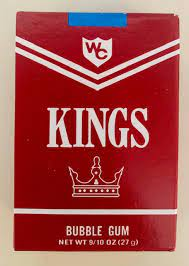 WC
KINGS
BUBBLE GUM
NET WT 9/10 OZ (27 g)